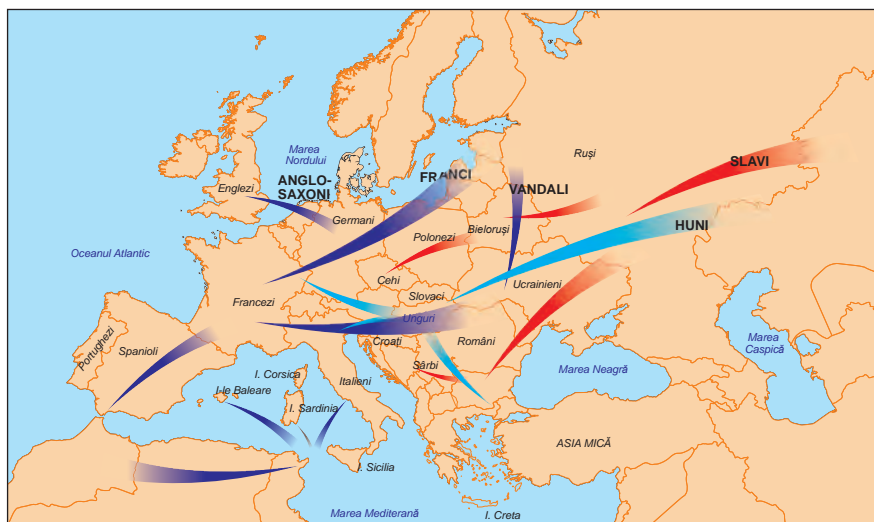 Marea
Nordului
Ruși
SLAVI
ANGLO-
SAXONI
FRANCI
VANDALI
Englezi
Germani
HUNI
Bieloruși
Polonezi
Oceanul Atlantic
Cehi
Ucrainieni
Slovaci
Francezi
Unguri
Portughezi
Spanioli
Croați
Români
Marea
Caspică
Sârbi
Marea Neagră
I. Corsica
Italieni
I-le Baleare
I. Sardinia
ASIA MICĂ
I. Sicilia
Marea Mediterană
I. Creta